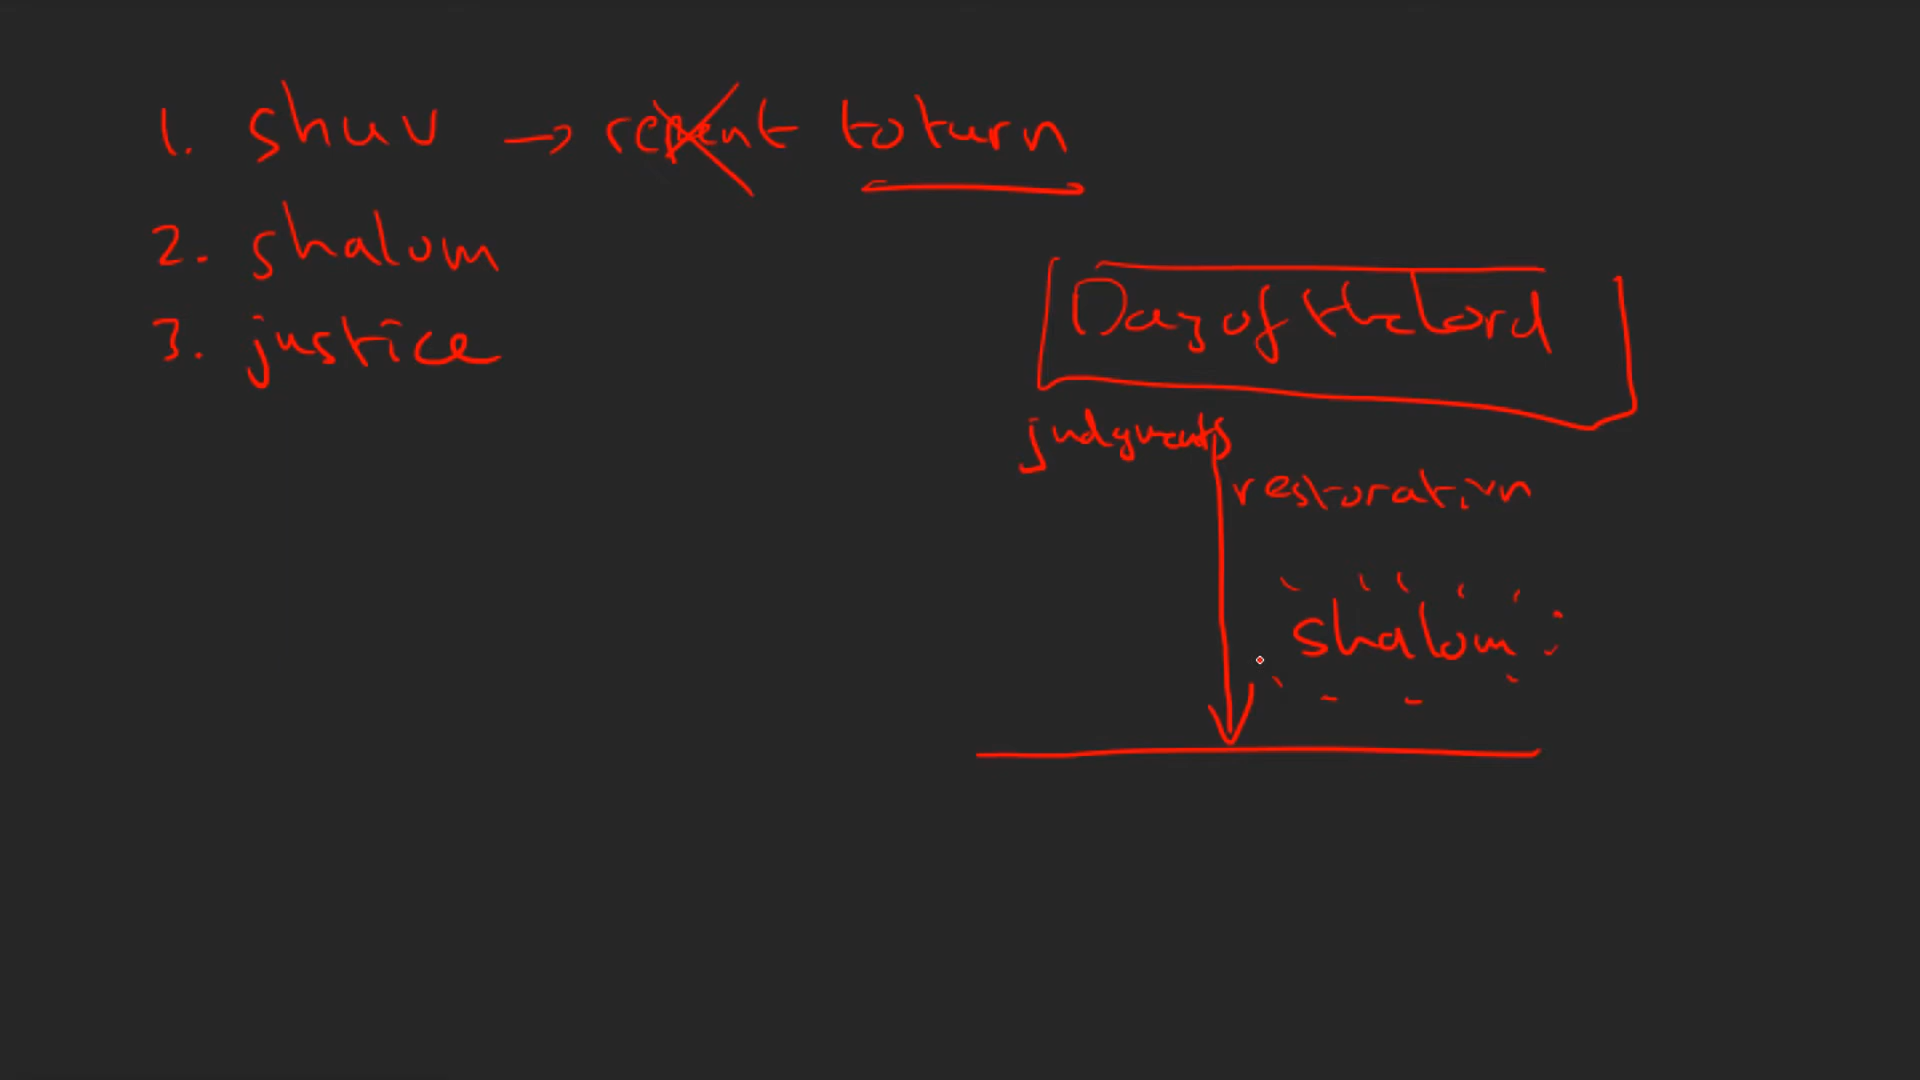 1. shuv → repent to turn
2. shalom
3. justice
Day of the Lord
judgments
restoration
shalom